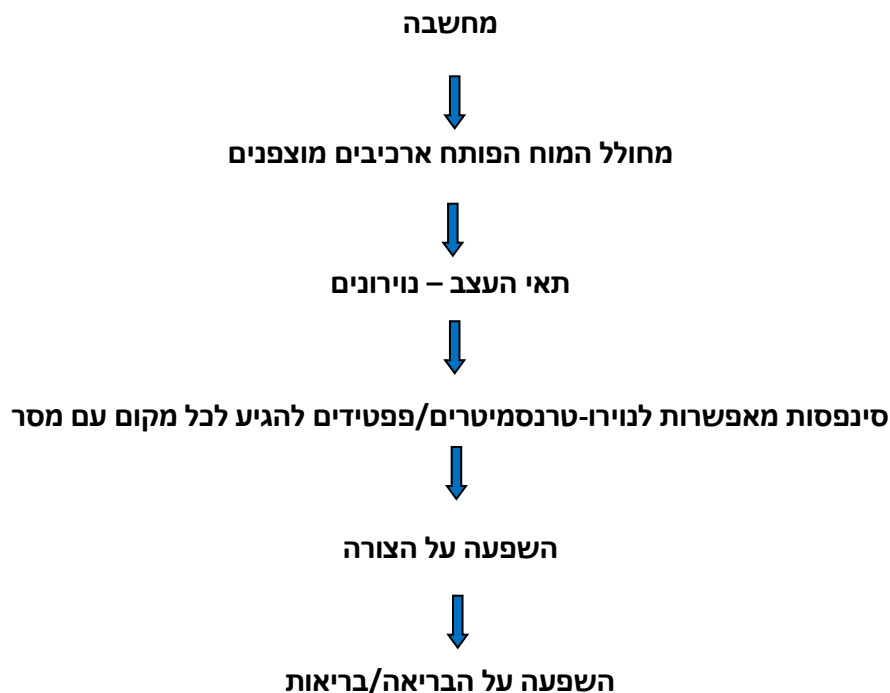 מחשבה
מחולל המוח הפותח ארכיבים מוצפנים
תאי העצב – נוירונים
סינפסות מאפשרות לנוירו-טרנסמיטרים/פפטידים להגיע לכל מקום עם מסר
השפעה על הצורה
השפעה על הבריאה/בריאות